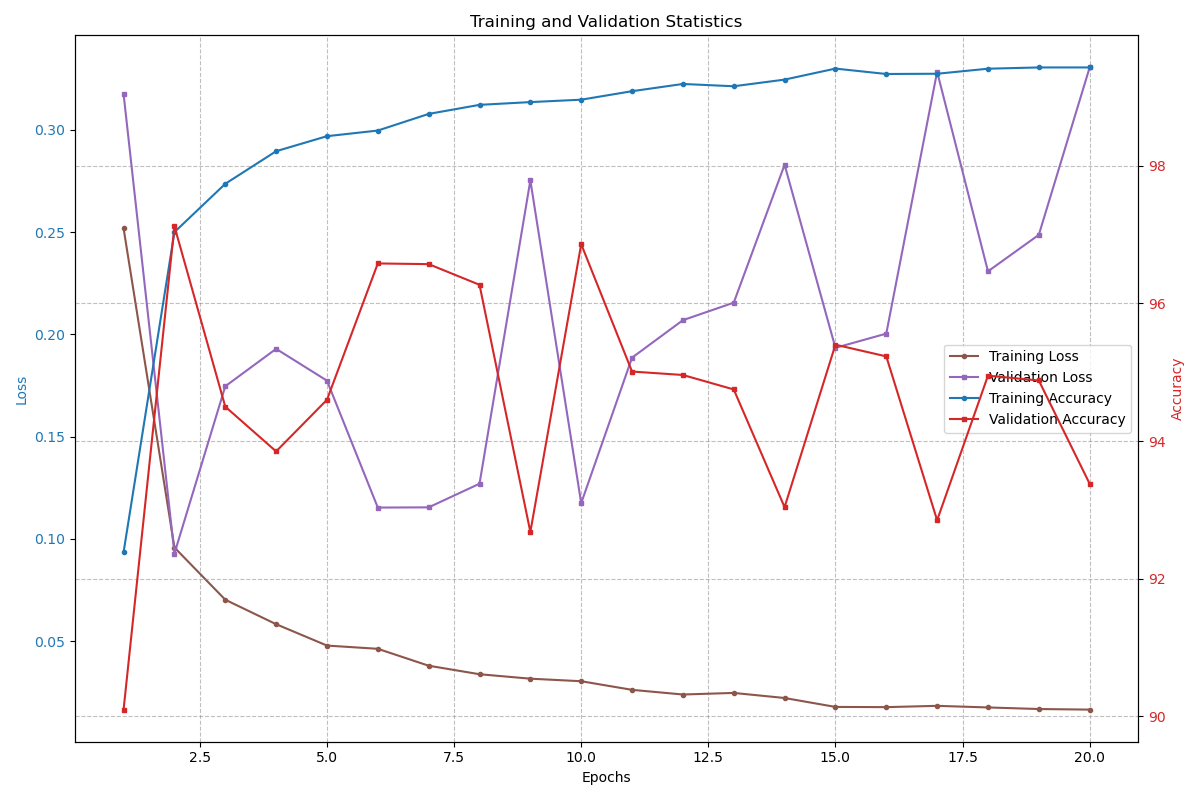 Training and Validation Statistics
Loss
0.30
0.25
0.20
0.15
0.10
0.05
98
96
94
92
90
Accuracy
Training Loss
Validation Loss
Training Accuracy
Validation Accuracy
2.5 5.0 7.5 10.0 12.5 15.0 17.5 20.0
Epochs